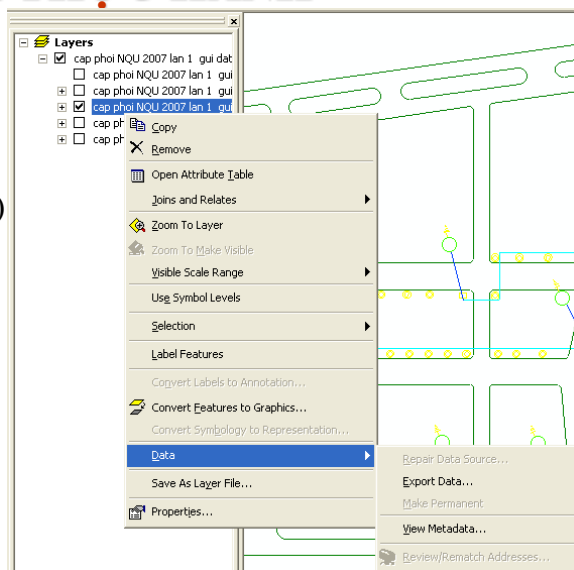 Layers
cap phoi NQU 2007 lan 1 gui dat
cap phoi NQU 2007 lan 1 gui
cap phoi NQU 2007 lan 1 gui
cap phoi NQU 2007 lan 1 gui
cap ph
cap ph
)
Copy
Remove
Open Attribute Table
Joins and Relates
Zoom To Layer
Zoom To Make Visible
Visible Scale Range
Use Symbol Levels
Selection
Label Features
Convert Labels to Annotation...
Convert Features to Graphics...
Convert Symbology to Representation...
Data
Save As Layer File...
Properties...
Repair Data Source...
Export Data...
Make Permanent
View Metadata...
Review/Rematch Addresses...